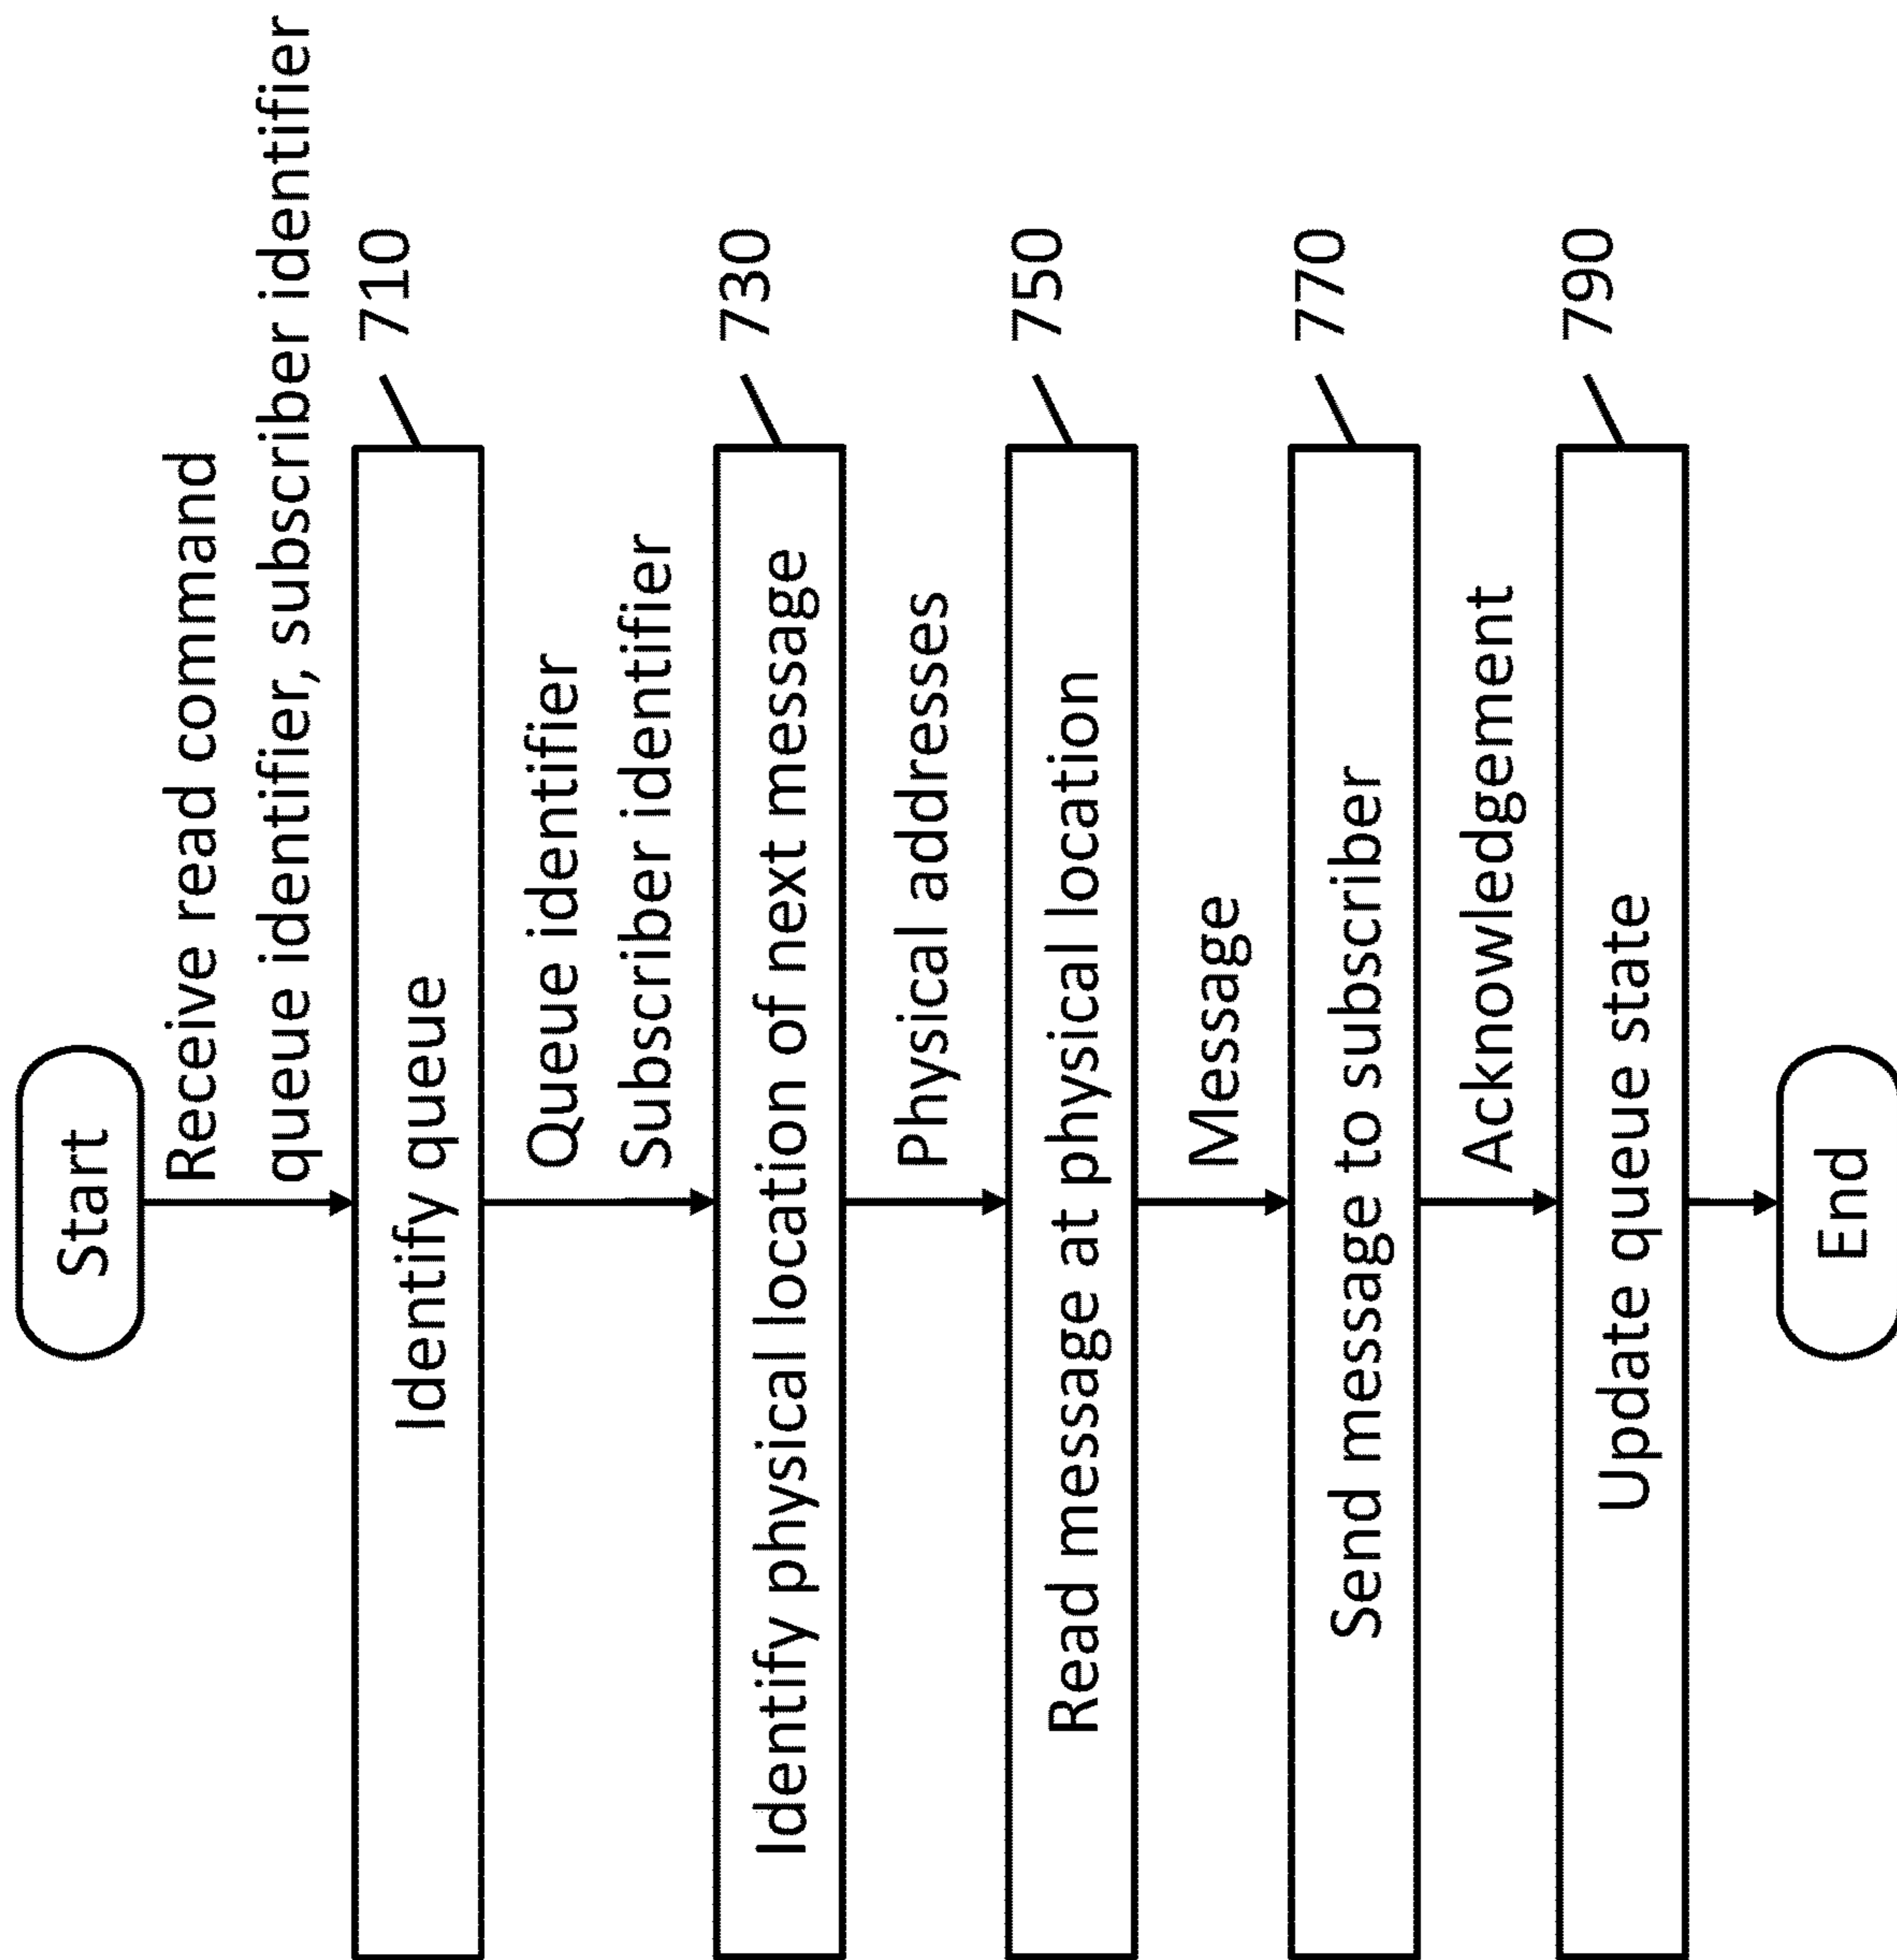 Start
Receive read command
queue identifier, subscriber identifier
710
Identify queue
Queue identifier
Subscriber identifier
730
Identify physical location of next message
Physical addresses
750
Read message at physical location
Message
770
Send message to subscriber
Acknowledgement
790
Update queue state
End